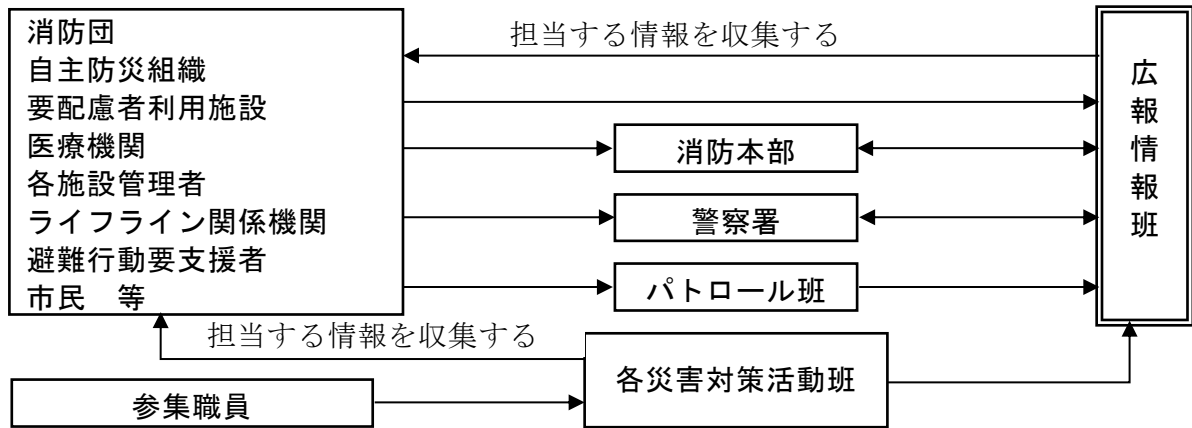 消防団
自主防災組織
要配慮者利用施設
医療機関
各施設管理者
ライフライン関係機関
避難行動要支援者
市民　等
担当する情報を収集する
消防本部
警察署
パトロール班
広報情報班
担当する情報を収集する
各災害対策活動班
参集職員